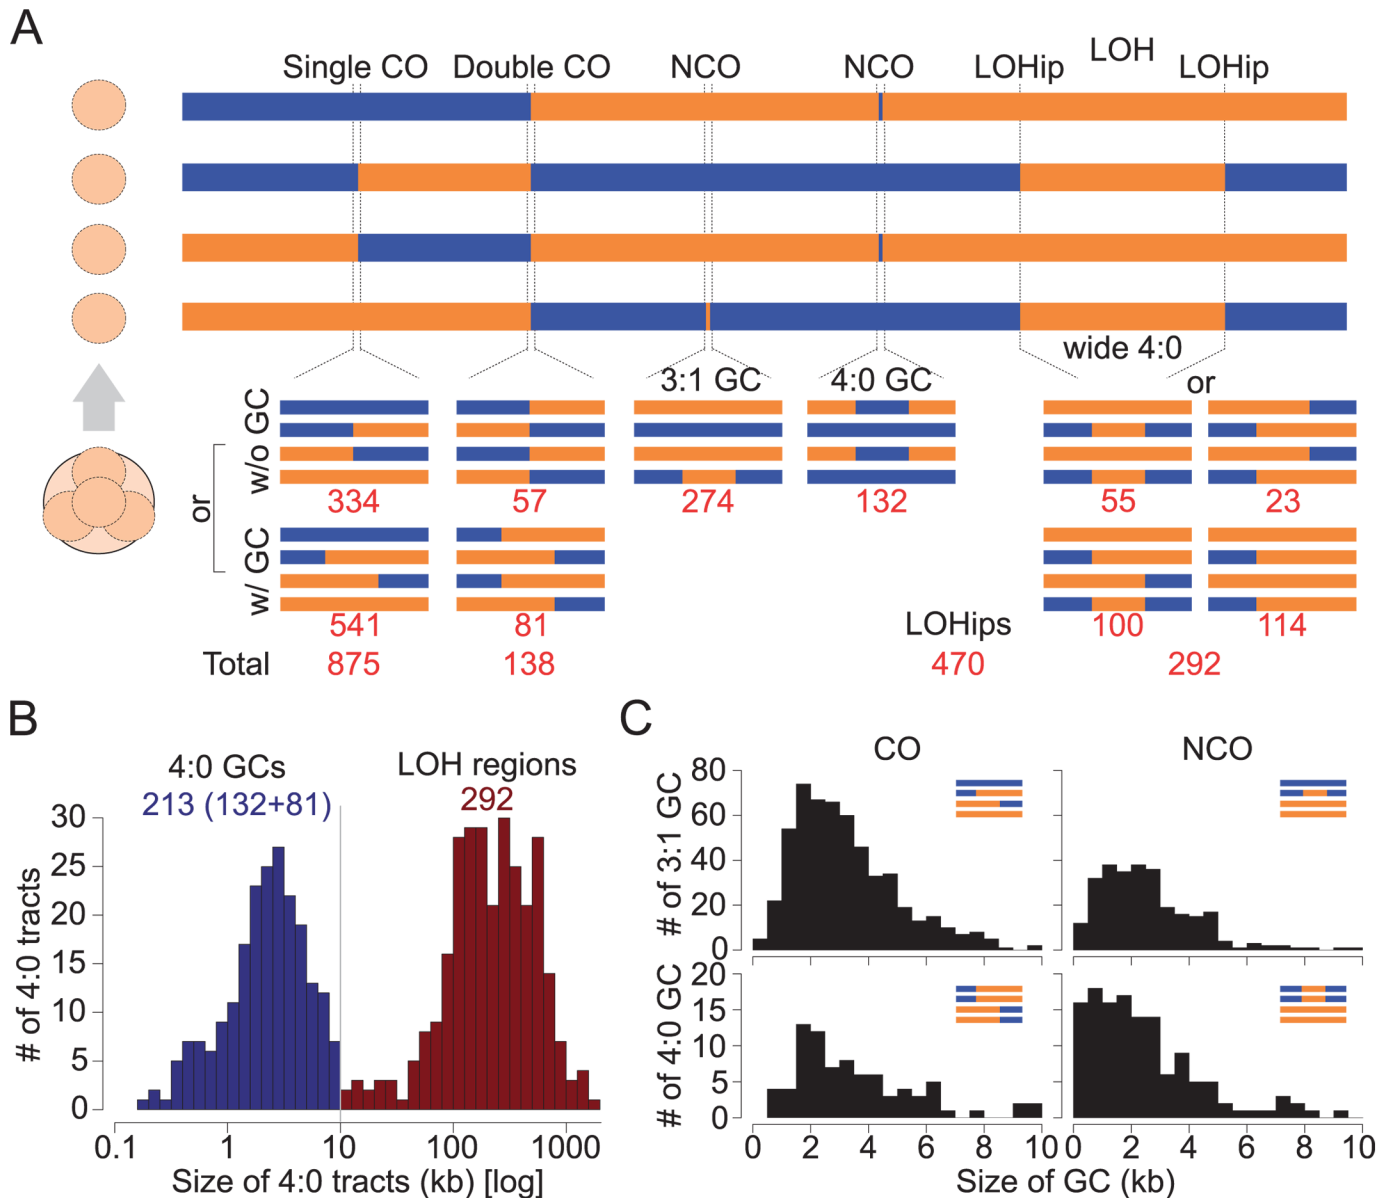 A
LOH
Single CO Double CO NCO NCO LOHip LOHip
wide 4:0
3:1 GC 4:0 GC or
w/o GC
334 57 274 132 55 23
or
w/ GC
541 81 LOHips 100 114
Total 875 138 470 292
B
4:0 GCs LOH regions
213 (132+81) 292
# of 4:0 tracts
30
25
20
15
10
5
0
0.1 1 10 100 1000
Size of 4:0 tracts (kb) [log]
C
CO NCO
# of 3:1 GC
80
60
40
20
0
# of 4:0 GC
20
15
10
5
0
0 2 4 6 8 10 0 2 4 6 8 10
Size of GC (kb)